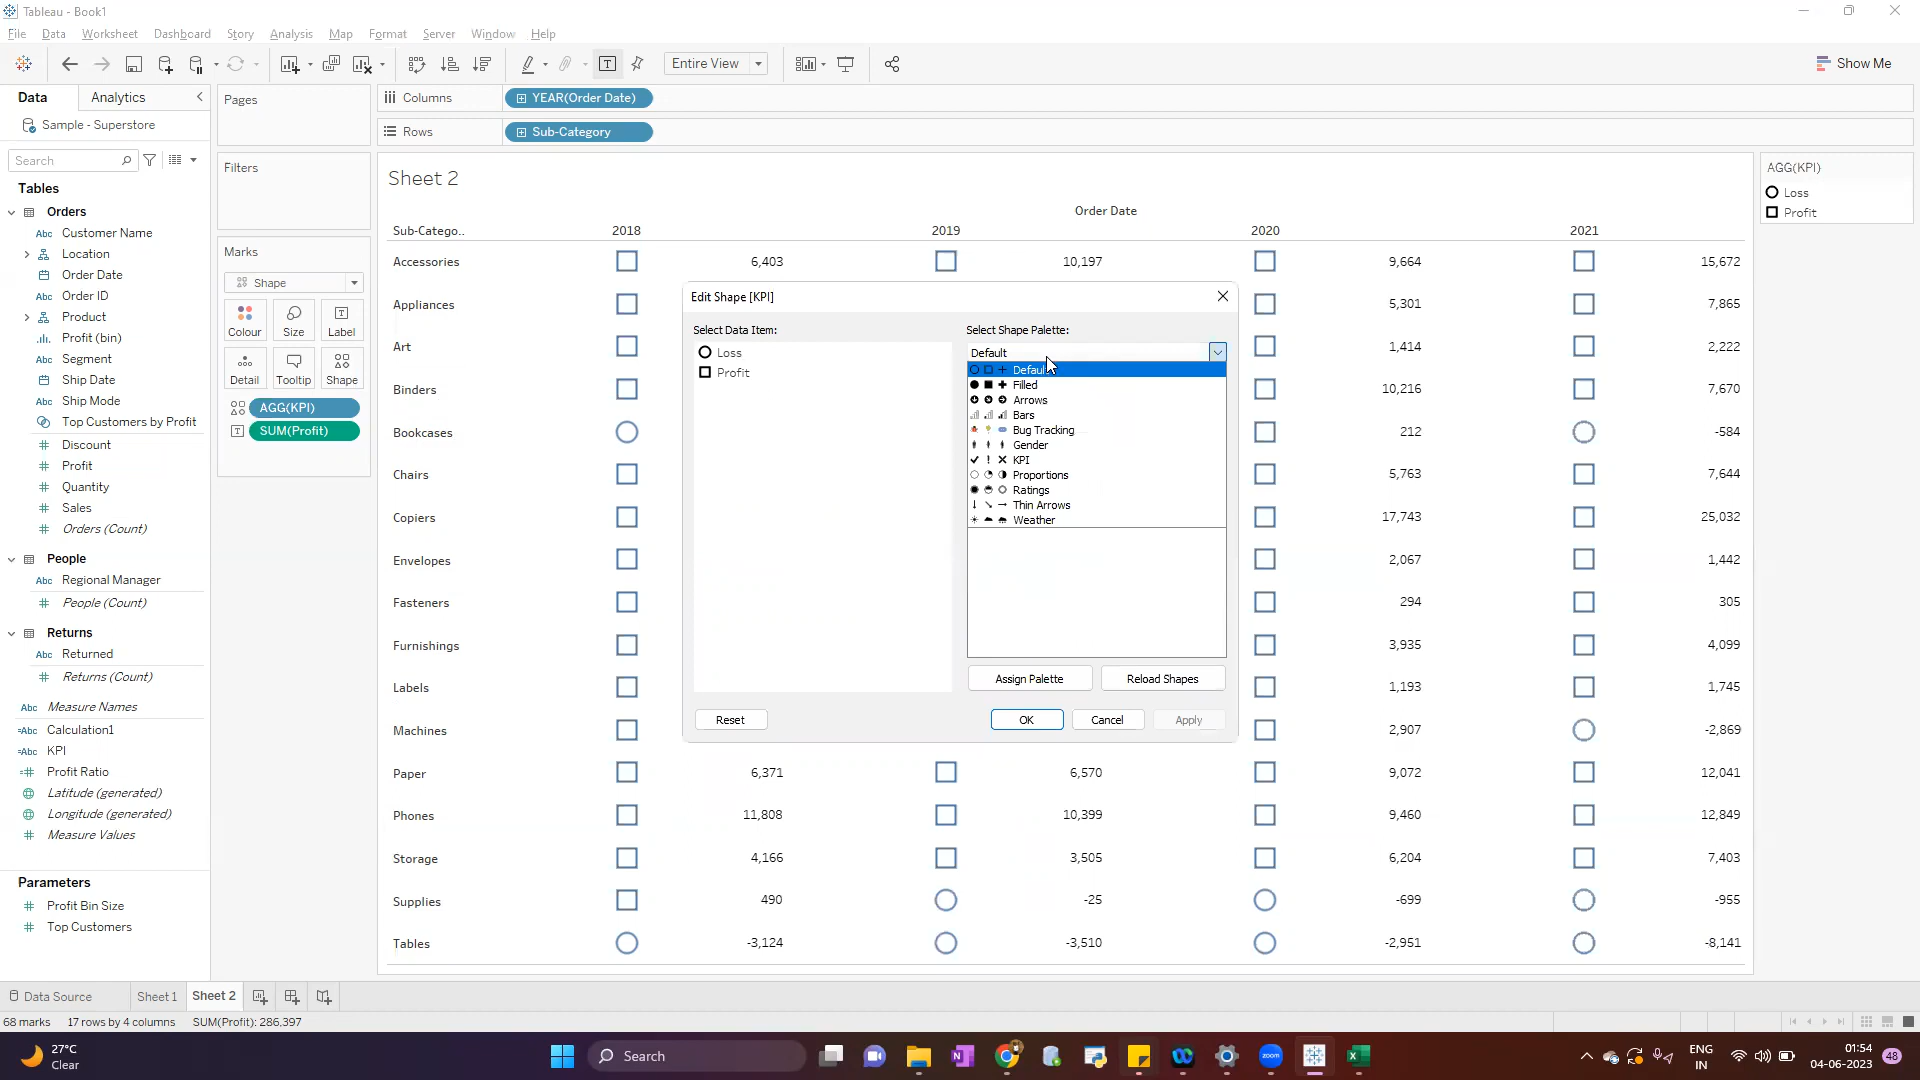 Tableau - Book1
File Data Worksheet Dashboard Story Analysis Map Format Server Window Help
Entire View
Show Me
Data Analytics
Sample - Superstore
Search
Tables
Orders
Abc Customer Name
Location
Order Date
Abc Order ID
Product
Profit (bin)
Abc Segment
Ship Date
Abc Ship Mode
Top Customers by Profit
Discount
Profit
Quantity
Sales
Orders (Count)
People
Abc Regional Manager
People (Count)
Returns
Abc Returned
Returns (Count)
Abc Measure Names
=Abc Calculation1
=Abc KPI
=# Profit Ratio
Latitude (generated)
Longitude (generated)
# Measure Values
Parameters
# Profit Bin Size
# Top Customers
Pages
Filters
Marks
Shape
Colour Size Label
Detail Tooltip Shape
AGG(KPI)
SUM(Profit)
Columns YEAR(Order Date)
Rows Sub-Category
Sheet 2
Order Date
Sub-Catego.. 2018 2019 2020 2021
Accessories 6,403 10,197 9,664 15,672
Appliances 5,301 7,865
Art 1,414 2,222
Binders 10,216 7,670
Bookcases 212 -584
Chairs 5,763 7,644
Copiers 17,743 25,032
Envelopes 2,067 1,442
Fasteners 294 305
Furnishings 3,935 4,099
Labels 1,193 1,745
Machines 2,907 -2,869
Paper 6,371 6,570 9,072 12,041
Phones 11,808 10,399 9,460 12,849
Storage 4,166 3,505 6,204 7,403
Supplies 490 -25 -699 -955
Tables -3,124 -3,510 -2,951 -8,141
Edit Shape [KPI]
Select Data Item:
Loss
Profit
Select Shape Palette:
Default
Default
Filled
Arrows
Bars
Bug Tracking
Gender
KPI
Proportions
Ratings
Thin Arrows
Weather
Assign Palette Reload Shapes
Reset OK Cancel Apply
AGG(KPI)
Loss
Profit
Data Source Sheet 1 Sheet 2
68 marks 17 rows by 4 columns SUM(Profit): 286,397
27°C
Clear
Search
zoom
ENG
IN
01:54
04-06-2023
48